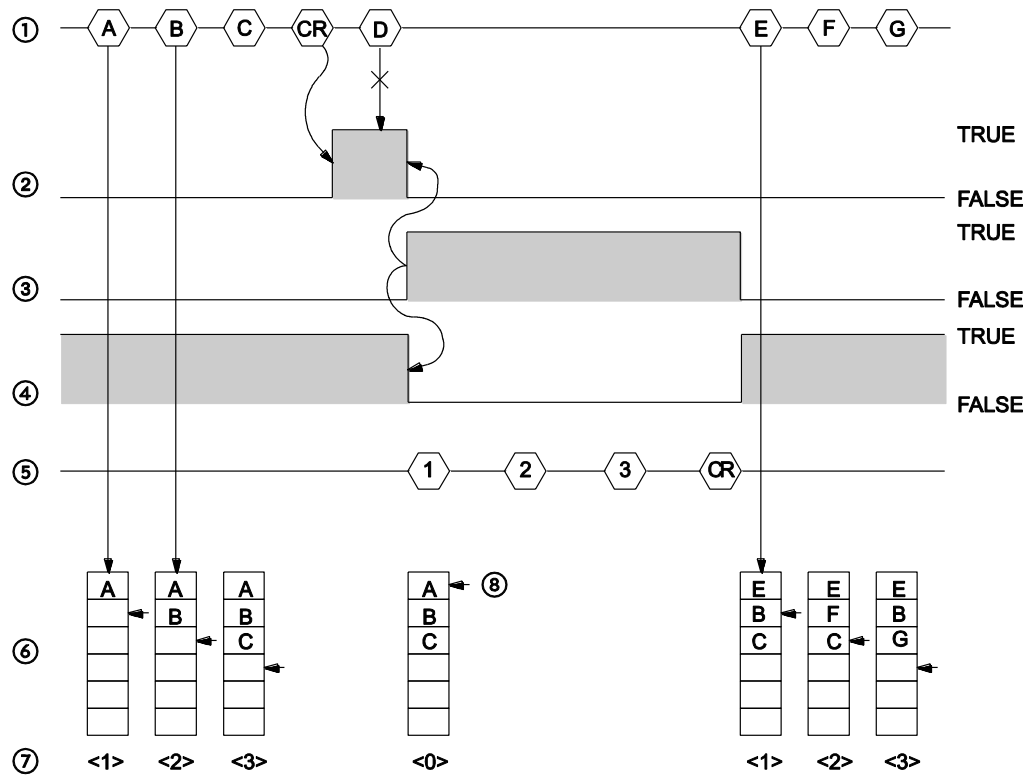 ① A B C CR D E F G
TRUE
② FALSE
TRUE
③ FALSE
TRUE
④ FALSE
⑤ 1 2 3 CR
A A A A ⑧ E E E
B B B B F B
⑥ C C C C G
⑦ <1> <2> <3> <0> <1> <2> <3>